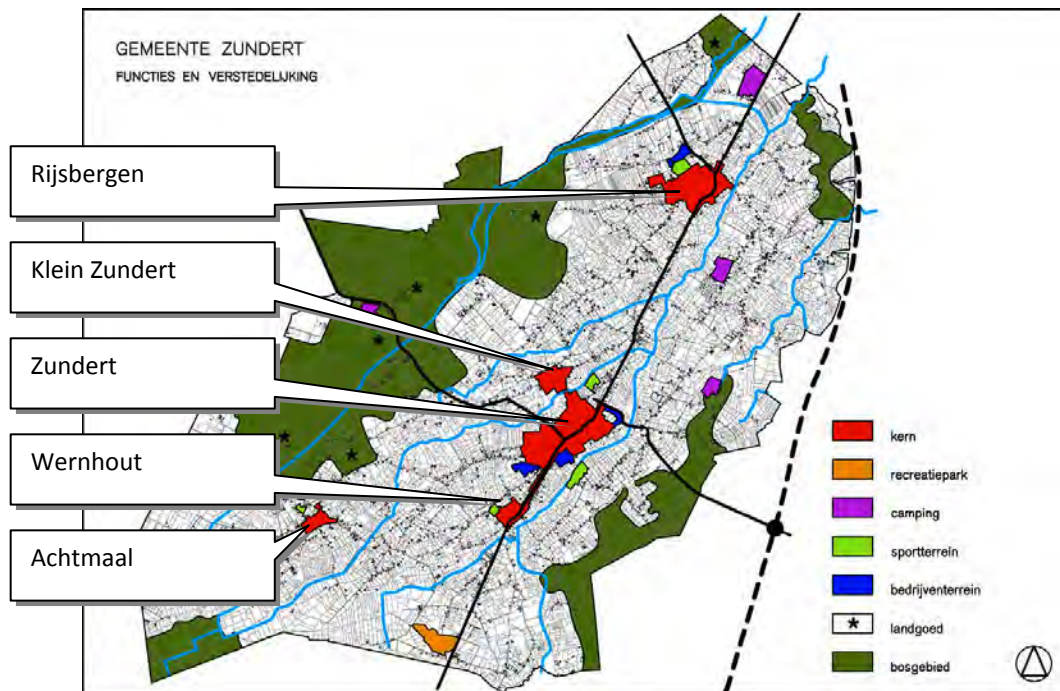 GEMEENTE ZUNDERT
FUNCTIES EN VERSTEDELIJKING
Rijsbergen
Klein Zundert
Zundert
Wernhout
Achtmaal
kern
recreatiepark
camping
sportterrein
bedrijventerrein
landgoed
bosgebied